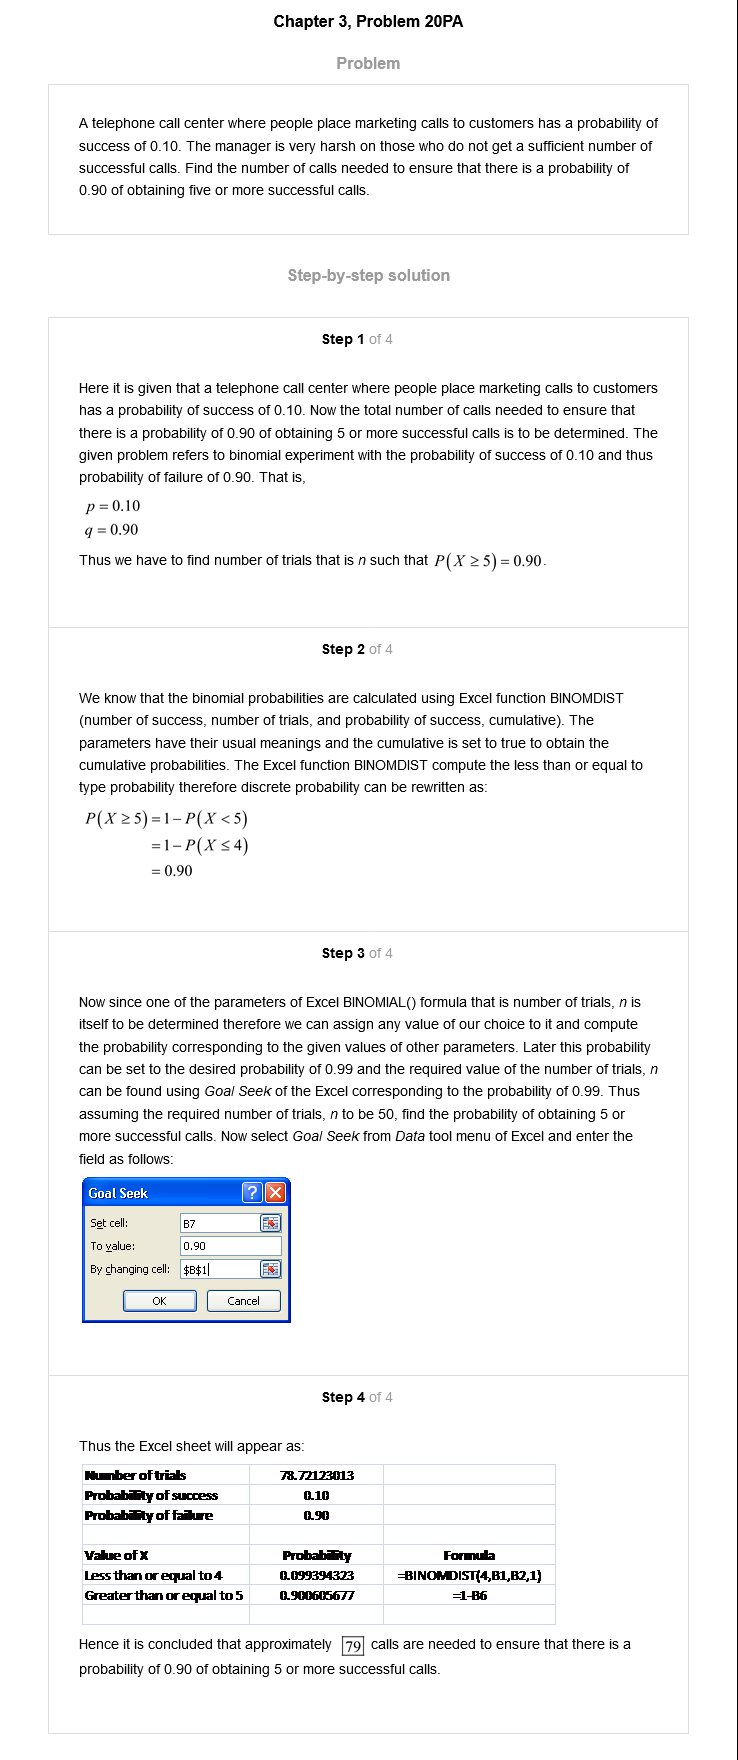 Chapter 3, Problem 20PA
Problem
A telephone call center where people place marketing calls to customers has a probability of
success of 0.10. The manager is very harsh on those who do not get a sufficient number of
successful calls. Find the number of calls needed to ensure that there is a probability of
0.90 of obtaining five or more successful calls.
Step-by-step solution
Step 1 of 4
Here it is given that a telephone call center where people place marketing calls to customers
has a probability of success of 0.10. Now the total number of calls needed to ensure that
there is a probability of 0.90 of obtaining 5 or more successful calls is to be determined. The
given problem refers to binomial experiment with the probability of success of 0.10 and thus
probability of failure of 0.90. That is,
p = 0.10
q = 0.90
Thus we have to find number of trials that is n such that P(X ≥ 5) = 0.90.
Step 2 of 4
We know that the binomial probabilities are calculated using Excel function BINOMDIST
(number of success, number of trials, and probability of success, cumulative). The
parameters have their usual meanings and the cumulative is set to true to obtain the
cumulative probabilities. The Excel function BINOMDIST compute the less than or equal to
type probability therefore discrete probability can be rewritten as:
P(X ≥ 5) = 1 − P(X < 5)
= 1 − P(X ≤ 4)
= 0.90
Step 3 of 4
Now since one of the parameters of Excel BINOMIAL() formula that is number of trials, n is
itself to be determined therefore we can assign any value of our choice to it and compute
the probability corresponding to the given values of other parameters. Later this probability
can be set to the desired probability of 0.99 and the required value of the number of trials, n
can be found using Goal Seek of the Excel corresponding to the probability of 0.99. Thus
assuming the required number of trials, n to be 50, find the probability of obtaining 5 or
more successful calls. Now select Goal Seek from Data tool menu of Excel and enter the
field as follows:
Goal Seek ?
Set cell: B7
To value: 0.90
By changing cell: $B$1
OK Cancel
Step 4 of 4
Thus the Excel sheet will appear as:
Number of trials 78.72123013
Probability of success 0.10
Probability of failure 0.90
Value of X Probability Formula
Less than or equal to 4 0.099394323 =BINOMDIST(4,B1,B2,1)
Greater than or equal to 5 0.900605677 =1-B6
Hence it is concluded that approximately 79 calls are needed to ensure that there is a
probability of 0.90 of obtaining 5 or more successful calls.